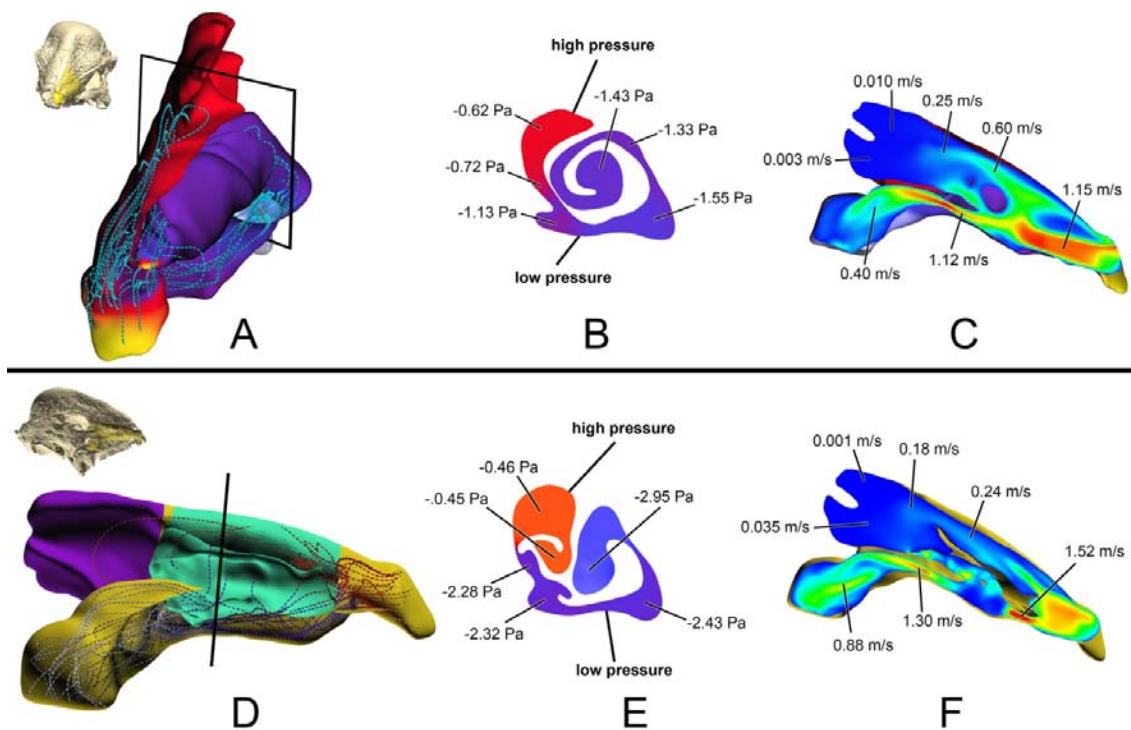 high pressure
-0.62 Pa
-1.43 Pa
-1.33 Pa
-0.72 Pa
-1.13 Pa
-1.55 Pa
low pressure
0.010 m/s
0.25 m/s
0.60 m/s
0.003 m/s
1.15 m/s
1.12 m/s
0.40 m/s
A
B
C
high pressure
-0.46 Pa
-.0.45 Pa
-2.95 Pa
-2.28 Pa
-2.32 Pa
-2.43 Pa
low pressure
0.001 m/s
0.18 m/s
0.24 m/s
0.035 m/s
1.52 m/s
1.30 m/s
0.88 m/s
D
E
F